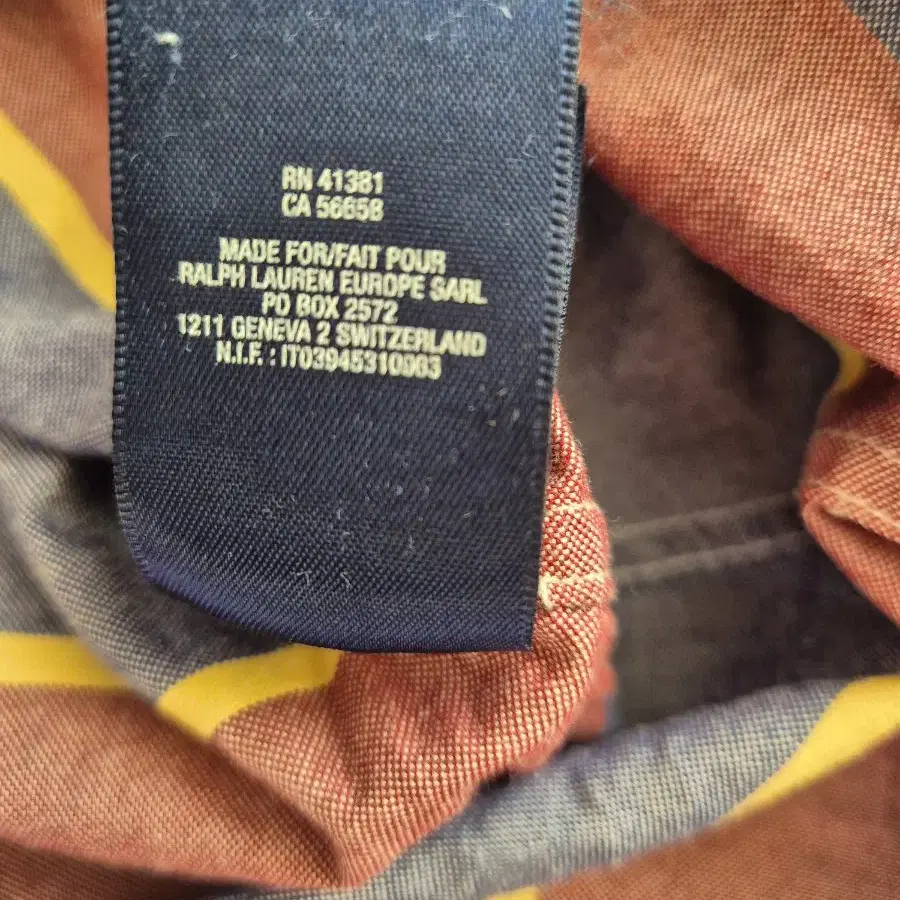 RN 41381
CA 56658
MADE FOR/FAIT POUR
RALPH LAUREN EUROPE SARL
PO BOX 2572
1211 GENEVA 2 SWITZERLAND
N.I.F. : IT03945310963